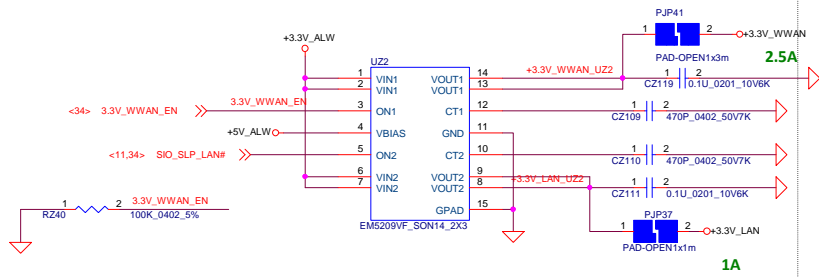 PJP41
+3.3V_ALW
1 2 +3.3V_WWAN
UZ2
PAD-OPEN1x3m
2.5A
1 VIN1 VOUT1 14 +3.3V_WWAN_UZ2
2 VIN1 VOUT1 13
1 2
CZ119 0.1U_0201_10V6K
<34> 3.3V_WWAN_EN 3.3V_WWAN_EN 3 ON1 CT1 12 1 2
CZ109 470P_0402_50V7K
+5V_ALW 4 VBIAS GND 11
<11,34> SIO_SLP_LAN# 5 ON2 CT2 10 1 2
CZ110 470P_0402_50V7K
6 VIN2 VOUT2 9
7 VIN2 VOUT2 8 +3.3V_LAN_UZ2 1 2
CZ111 0.1U_0201_10V6K
1 2 3.3V_WWAN_EN
RZ40 100K_0402_5%
GPAD 15
PJP37
EM5209VF_SON14_2X3
1 2 +3.3V_LAN
PAD-OPEN1x1m
1A